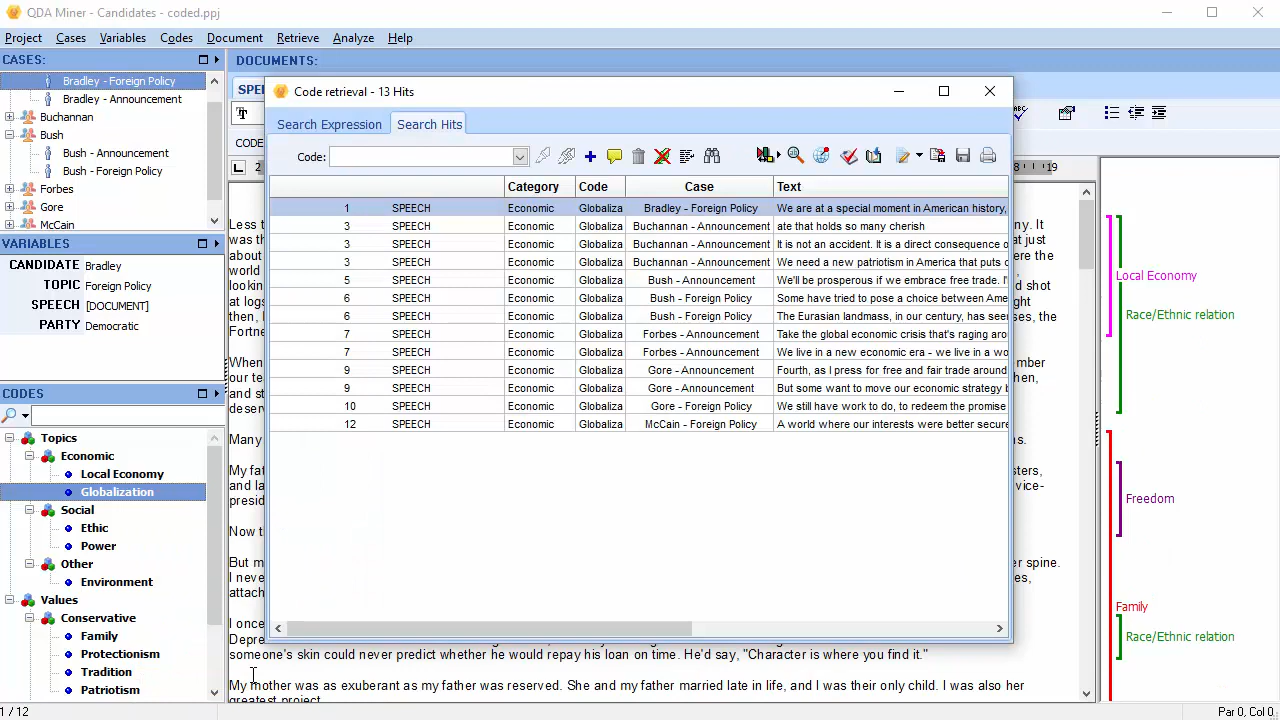 QDA Miner - Candidates - coded.ppj
Project Cases Variables Codes Document Retrieve Analyze Help
CASES:
Bradley - Foreign Policy
Bradley - Announcement
Buchannan
Bush
Bush - Announcement
Bush - Foreign Policy
Forbes
Gore
McCain
VARIABLES
CANDIDATE Bradley
TOPIC Foreign Policy
SPEECH [DOCUMENT]
PARTY Democratic
CODES
Topics
Economic
Local Economy
Globalization
Social
Ethic
Power
Other
Environment
Values
Conservative
Family
Protectionism
Tradition
Patriotism
1 / 12
DOCUMENTS:
Code retrieval - 13 Hits
Search Expression Search Hits
Code:
Category Code Case Text
1 SPEECH Economic Globaliza Bradley - Foreign Policy We are at a special moment in American history,
3 SPEECH Economic Globaliza Buchannan - Announcement ate that holds so many cherish
3 SPEECH Economic Globaliza Buchannan - Announcement It is not an accident. It is a direct consequence o
3 SPEECH Economic Globaliza Buchannan - Announcement We need a new patriotism in America that puts
5 SPEECH Economic Globaliza Bush - Announcement We'll be prosperous if we embrace free trade. I'
6 SPEECH Economic Globaliza Bush - Foreign Policy Some have tried to pose a choice between Ame
6 SPEECH Economic Globaliza Bush - Foreign Policy The Eurasian landmass, in our century, has see
7 SPEECH Economic Globaliza Forbes - Announcement Take the global economic crisis that's raging aro
7 SPEECH Economic Globaliza Forbes - Announcement We live in a new economic era - we live in a wo
9 SPEECH Economic Globaliza Gore - Announcement Fourth, as I press for free and fair trade around
9 SPEECH Economic Globaliza Gore - Announcement But some want to move our economic strategy b
10 SPEECH Economic Globaliza Gore - Foreign Policy We still have work to do, to redeem the promise
12 SPEECH Economic Globaliza McCain - Foreign Policy A world where our interests were better secure
someone's skin could never predict whether he would repay his loan on time. He'd say, "Character is where you find it."
My mother was as exuberant as my father was reserved. She and my father married late in life, and I was their only child. I was also her
greatest project.
Local Economy
Race/Ethnic relation
Freedom
Family
Race/Ethnic relation
Par 0, Col 0